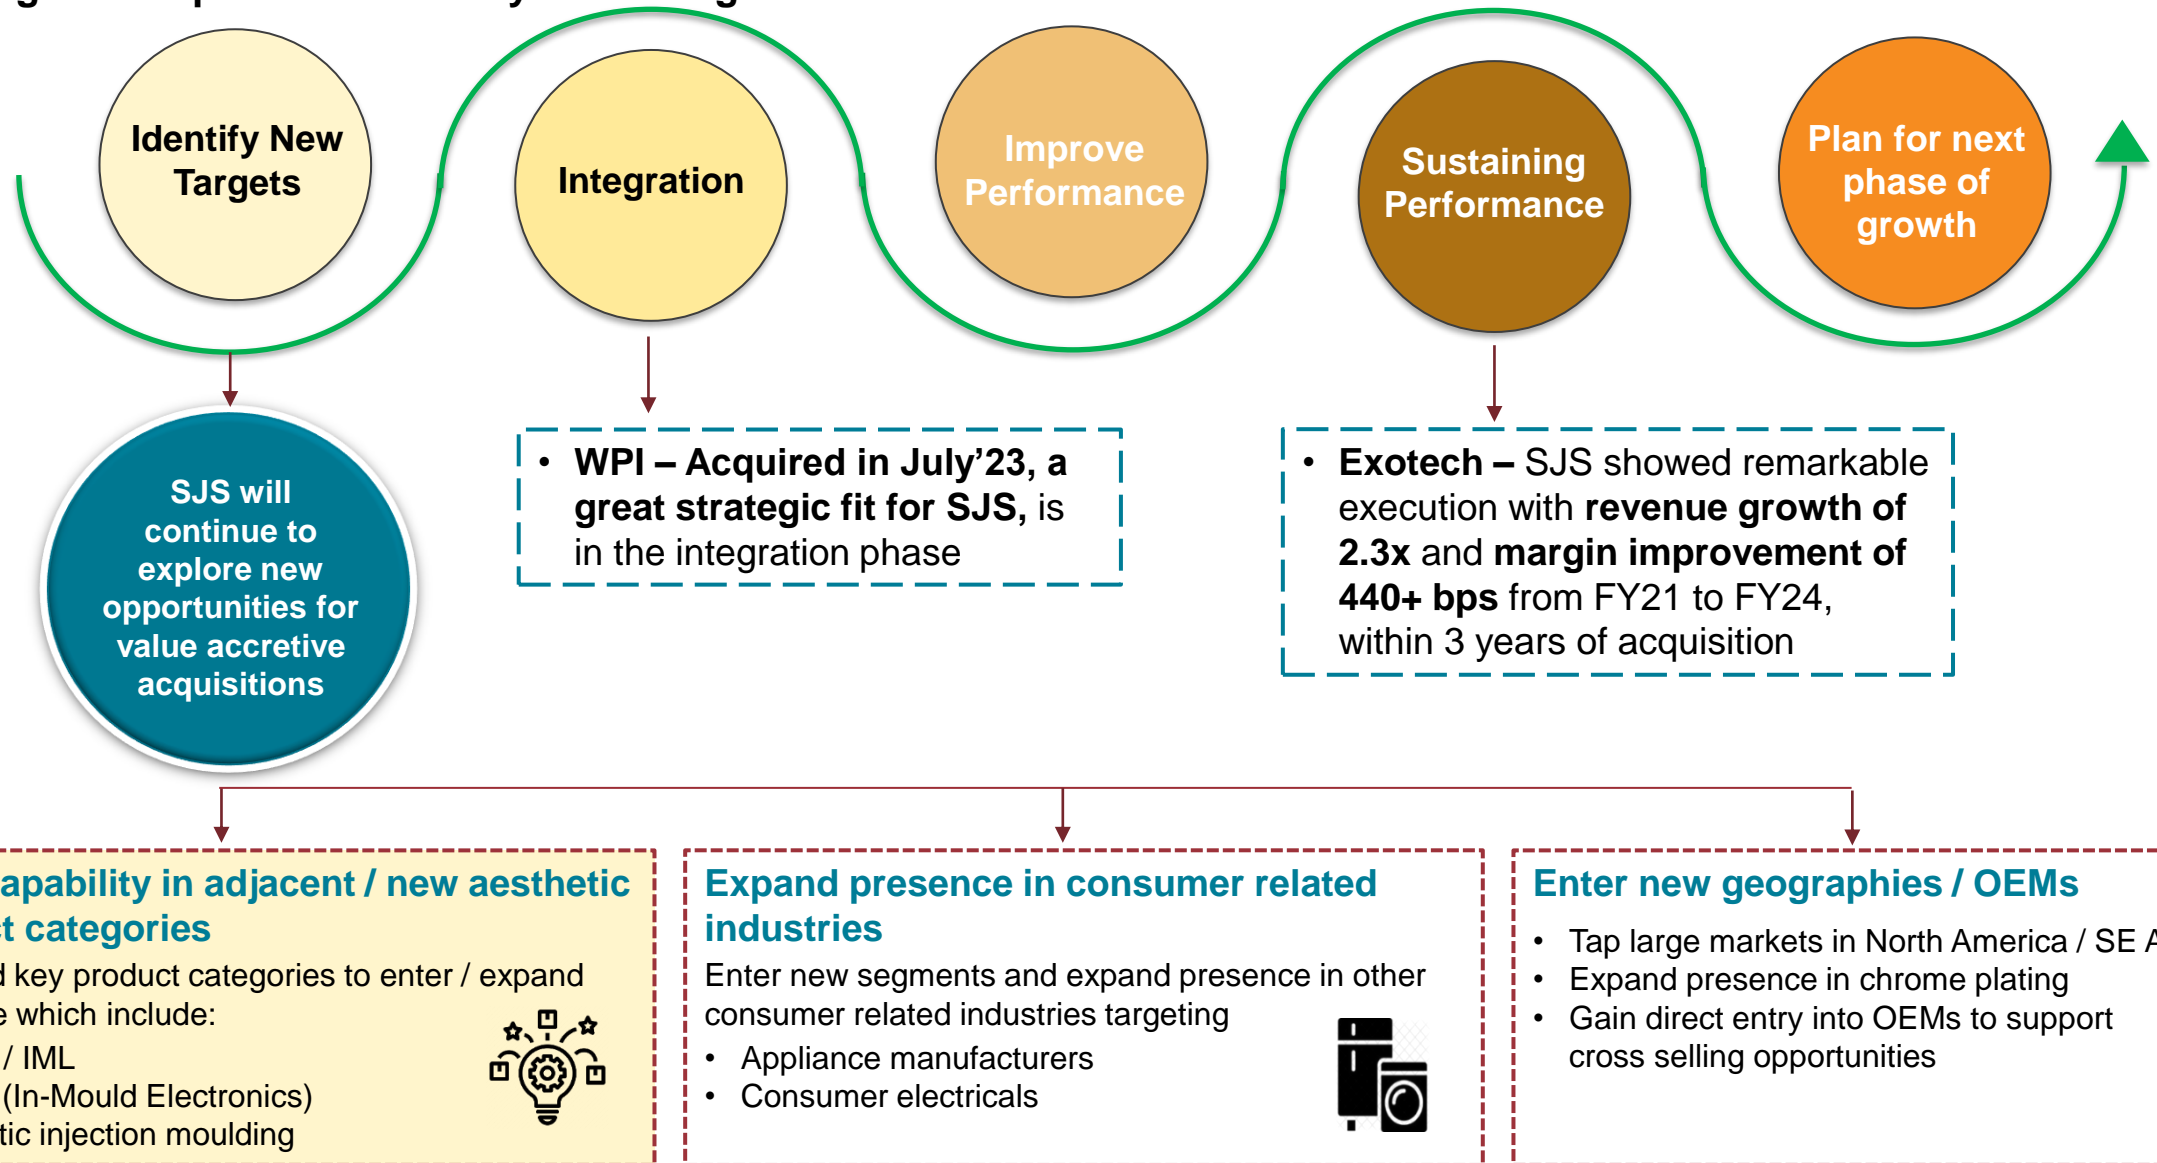 Identify New
Targets
Integration
Improve
Performance
Sustaining
Performance
Plan for next
phase of
growth
SJS will
continue to
explore new
opportunities for
value accretive
acquisitions
• WPI – Acquired in July’23, a
great strategic fit for SJS, is
in the integration phase
• Exotech – SJS showed remarkable
execution with revenue growth of
2.3x and margin improvement of
440+ bps from FY21 to FY24,
within 3 years of acquisition
in adjacent / new aesthetic
categories
key product categories to enter / expand
which include:
/ IML
(In-Mould Electronics)
injection moulding
Expand presence in consumer related
industries
Enter new segments and expand presence in other
consumer related industries targeting
• Appliance manufacturers
• Consumer electricals
Enter new geographies / OEMs
• Tap large markets in North America / SE
• Expand presence in chrome plating
• Gain direct entry into OEMs to support
cross selling opportunities